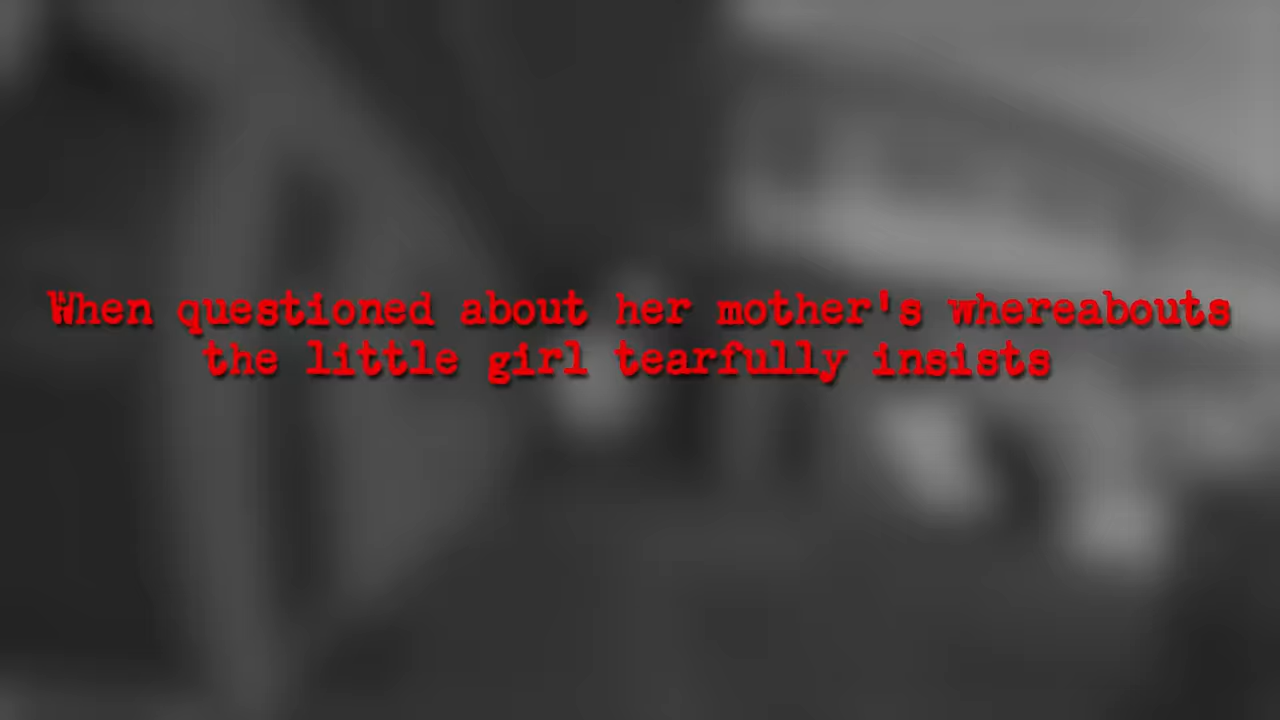 When questioned about her mother's whereabouts
the little girl tearfully insists